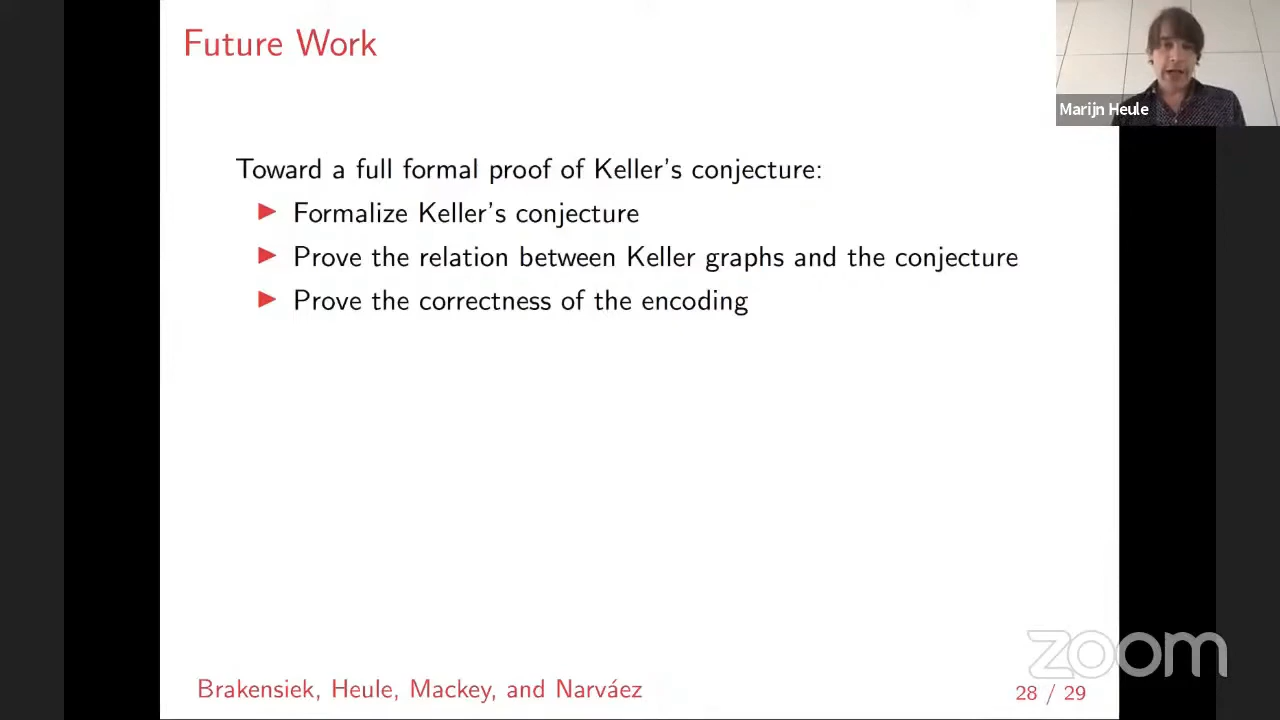 Future Work
Marijn Heule
Toward a full formal proof of Keller's conjecture:
▶ Formalize Keller's conjecture
▶ Prove the relation between Keller graphs and the conjecture
▶ Prove the correctness of the encoding
zoom
Brakensiek, Heule, Mackey, and Narváez
28 / 29